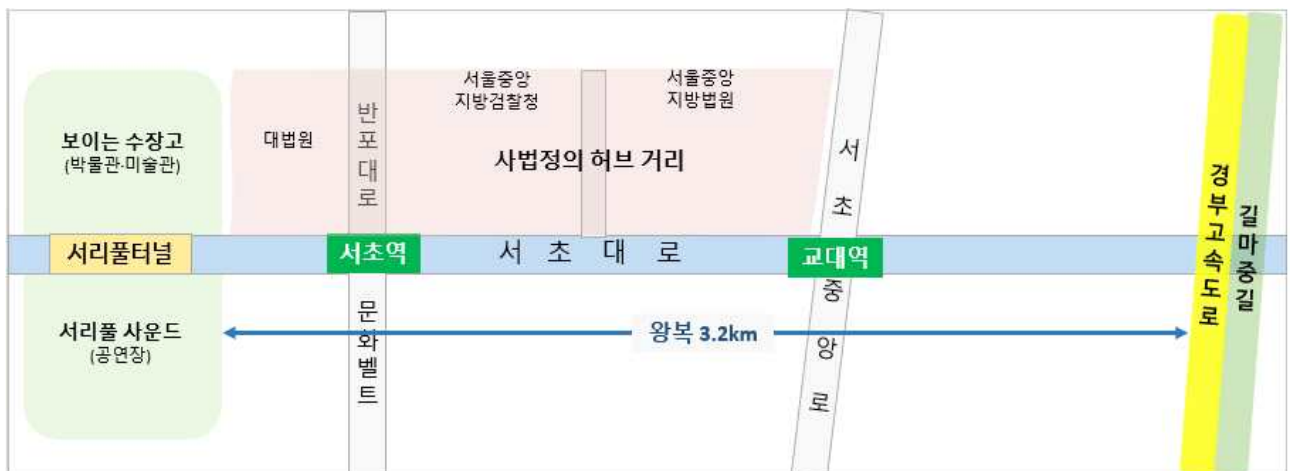 보이는 수장고
(박물관·미술관)
서리풀터널
서리풀 사운드
(공연장)
대법원
반포대로
서울중앙
지방검찰청
서울중앙
지방법원
사법정의 허브 거리
서초역
서초대로
교대역
문화벨트
왕복 3.2km
서초중앙로
경부고속도로
길마중길